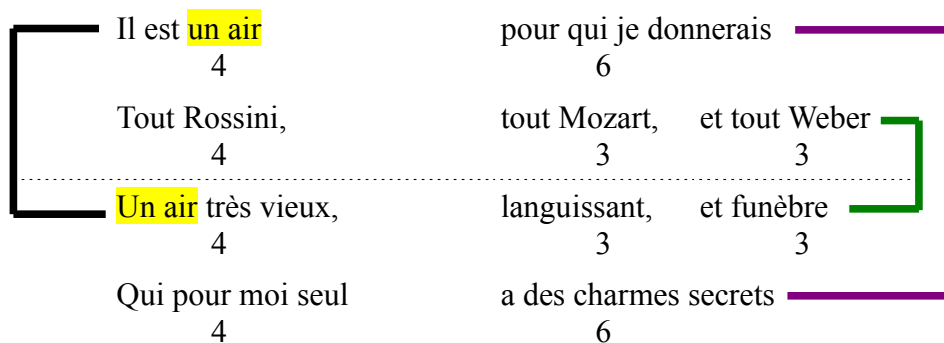 Il est un air pour qui je donnerais
4 6
Tout Rossini, tout Mozart, et tout Weber
4 3 3
Un air très vieux, languissant, et funèbre
4 3 3
Qui pour moi seul a des charmes secrets
4 6